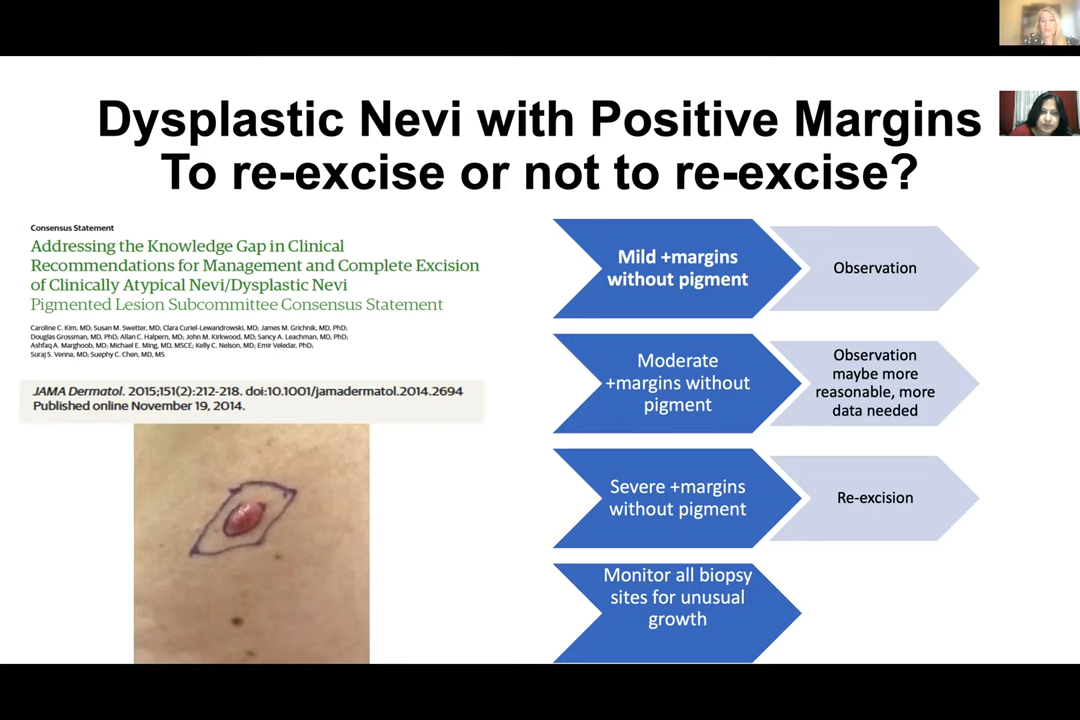 Dysplastic Nevi with Positive Margins
To re-excise or not to re-excise?
Consensus Statement
Addressing the Knowledge Gap in Clinical
Recommendations for Management and Complete Excision
of Clinically Atypical Nevi/Dysplastic Nevi
Pigmented Lesion Subcommittee Consensus Statement
Caroline C. Kim, MD; Susan M. Swetter, MD; Clara Curiel-Lewandrowski, MD; James M. Grichnik, MD, PhD;
Douglas Grossman, MD, PhD; Allan C. Halpern, MD; John M. Kirkwood, MD; Sancy A. Leachman, MD, PhD;
Ashfaq A. Marghoob, MD; Michael E. Ming, MD, MSCE; Kelly C. Nelson, MD; Emir Veledar, PhD;
Suraj S. Venna, MD; Suephy C. Chen, MD, MS
JAMA Dermatol. 2015;151(2):212-218. doi:10.1001/jamadermatol.2014.2694
Published online November 19, 2014.
Mild +margins
without pigment
Observation
Moderate
+margins without
pigment
Observation
maybe more
reasonable, more
data needed
Severe +margins
without pigment
Re-excision
Monitor all biopsy
sites for unusual
growth